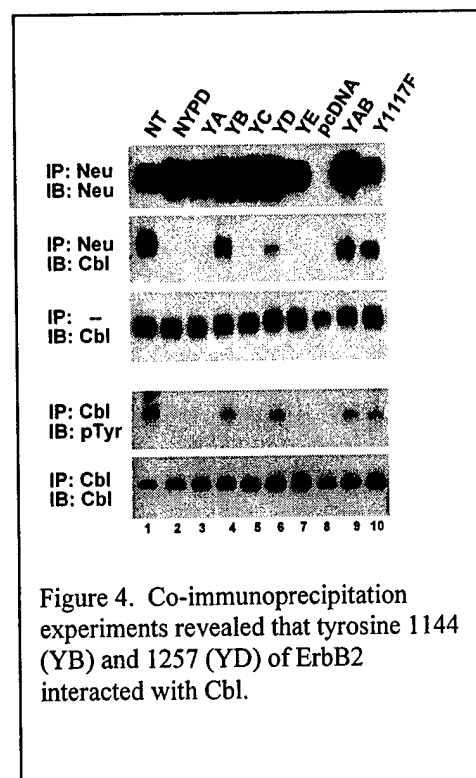 NT NYPD YA YB YC YD YE pcDNA YAB Y1117F
IP: Neu
IB: Neu
IP: Neu
IB: Cbl
IP: –
IB: Cbl
IP: Cbl
IB: pTyr
IP: Cbl
IB: Cbl
1 2 3 4 5 6 7 8 9 10
Figure 4. Co-immunoprecipitation
experiments revealed that tyrosine 1144
(YB) and 1257 (YD) of ErbB2
interacted with Cbl.